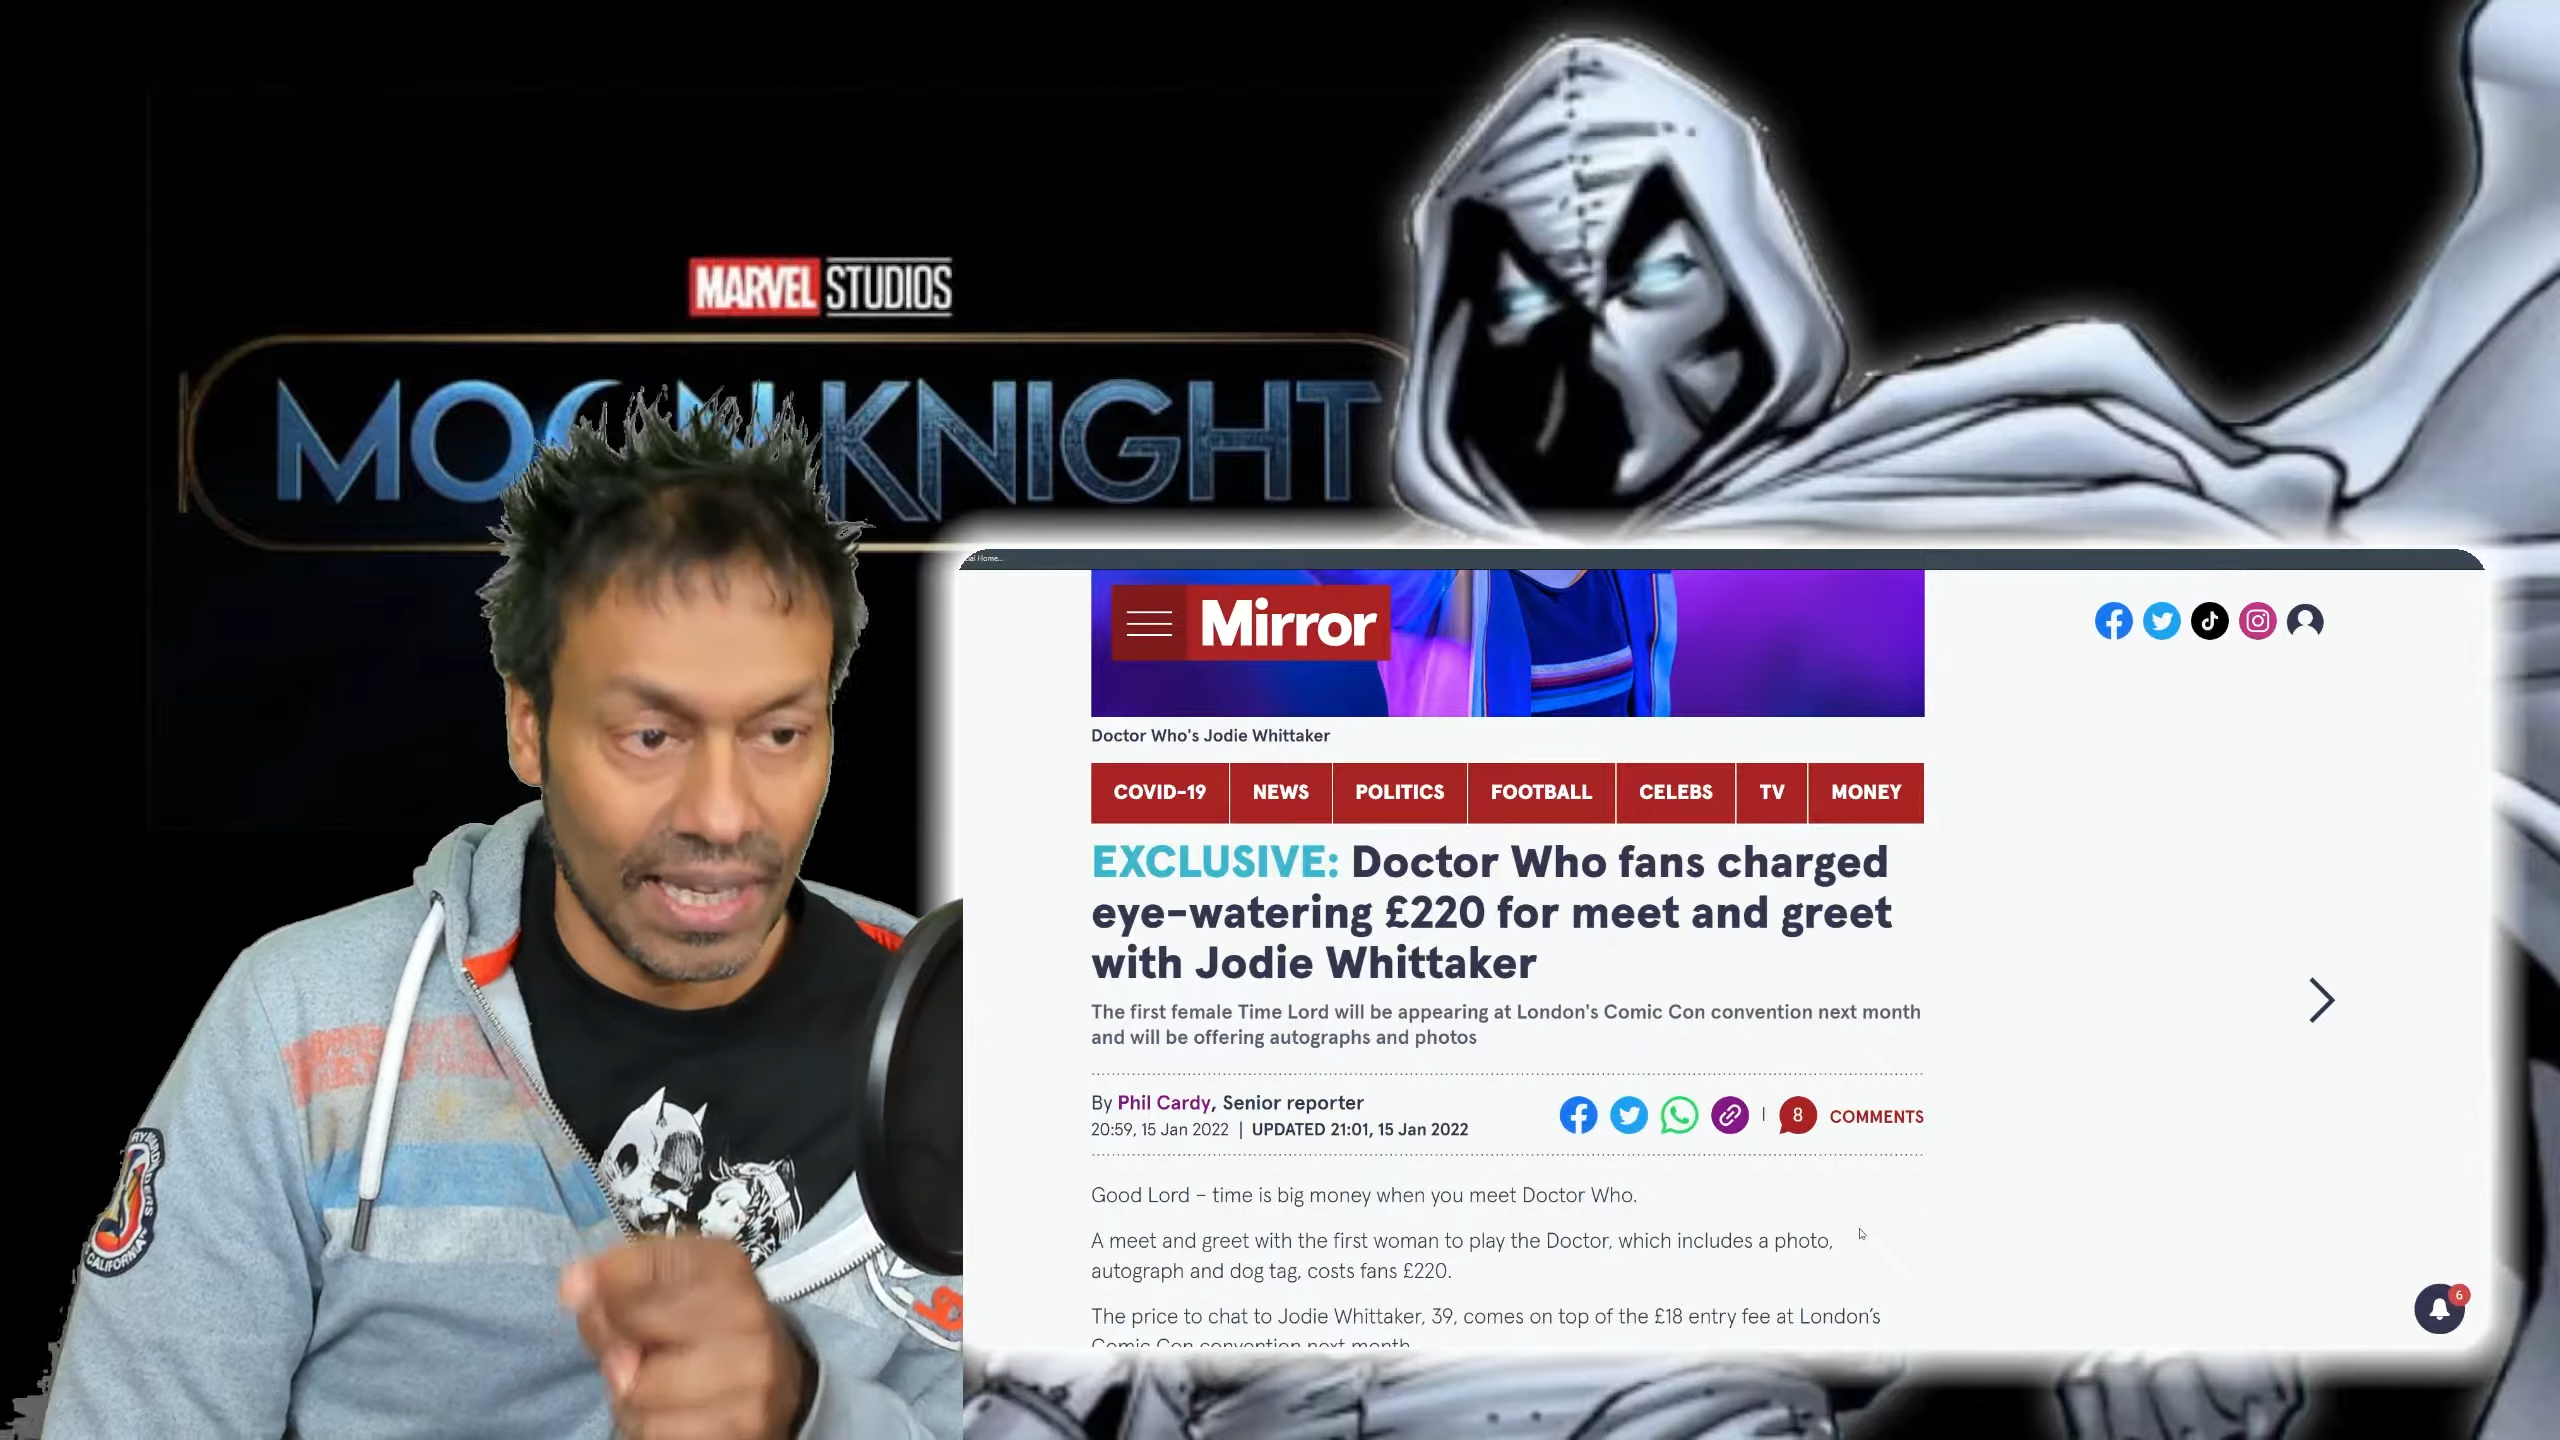 MARVEL STUDIOS
MOON KNIGHT
Mirror
Doctor Who's Jodie Whittaker
COVID-19 NEWS POLITICS FOOTBALL CELEBS TV MONEY
EXCLUSIVE: Doctor Who fans charged
eye-watering £220 for meet and greet
with Jodie Whittaker
The first female Time Lord will be appearing at London's Comic Con convention next month
and will be offering autographs and photos
By Phil Cardy, Senior reporter
20:59, 15 Jan 2022 | UPDATED 21:01, 15 Jan 2022
8 COMMENTS
Good Lord – time is big money when you meet Doctor Who.
A meet and greet with the first woman to play the Doctor, which includes a photo,
autograph and dog tag, costs fans £220.
The price to chat to Jodie Whittaker, 39, comes on top of the £18 entry fee at London's
Comic Con convention next month
6
CALIFORNIA